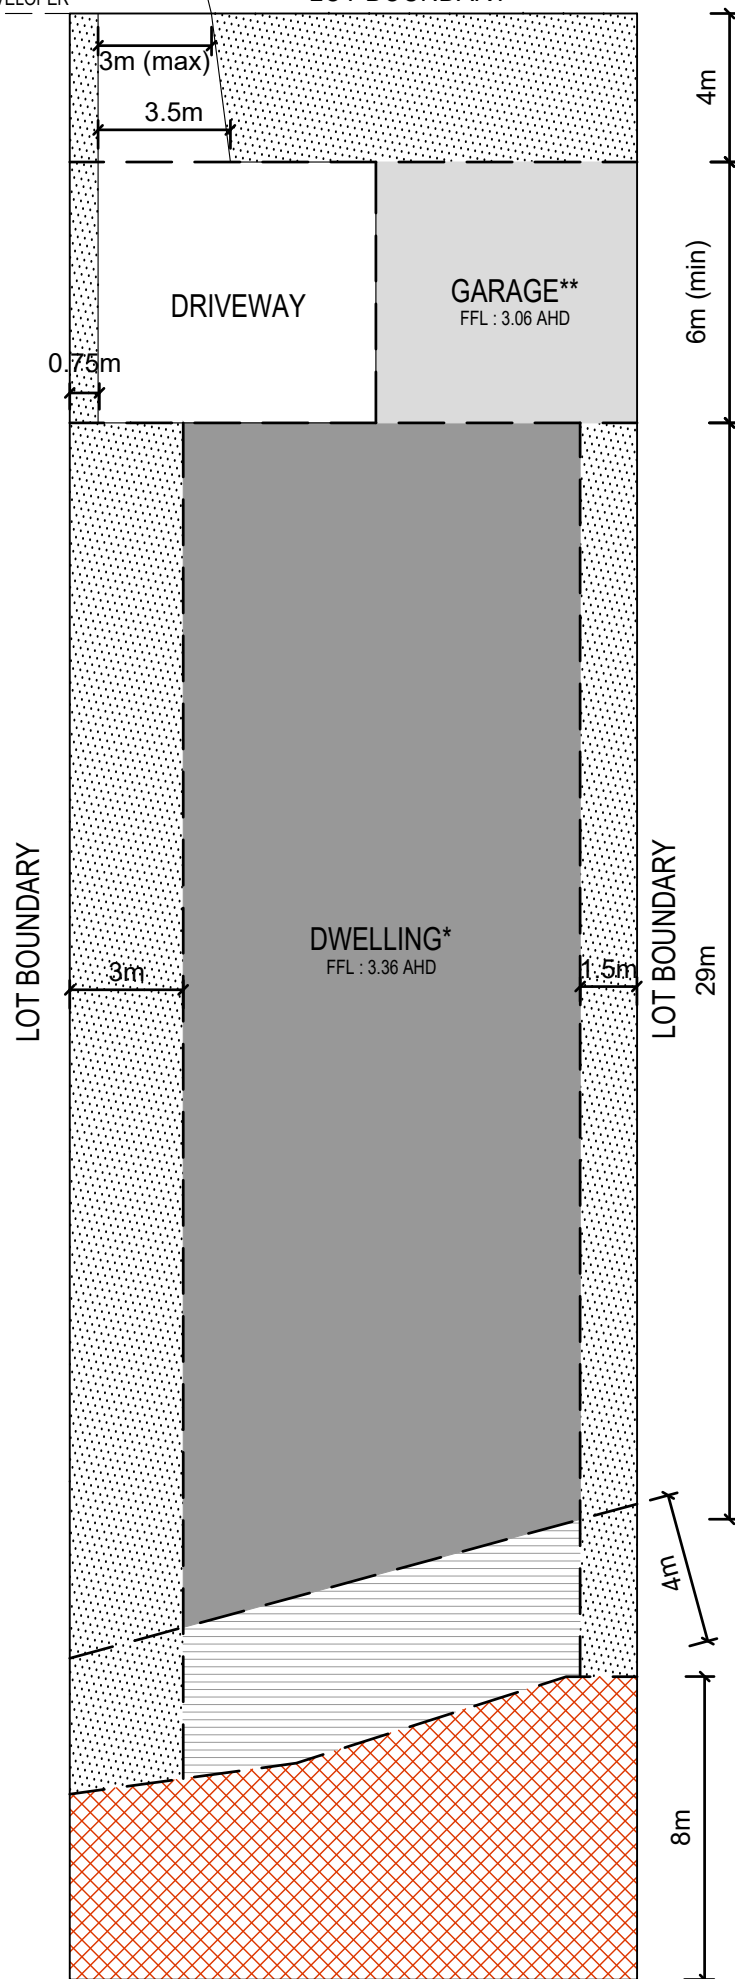 3m (max)
4m
3.5m
DRIVEWAY
GARAGE**
FFL : 3.06 AHD
6m (min)
0.75m
LOT BOUNDARY
DWELLING*
FFL : 3.36 AHD
3m
1.5m
LOT BOUNDARY
29m
4m
8m